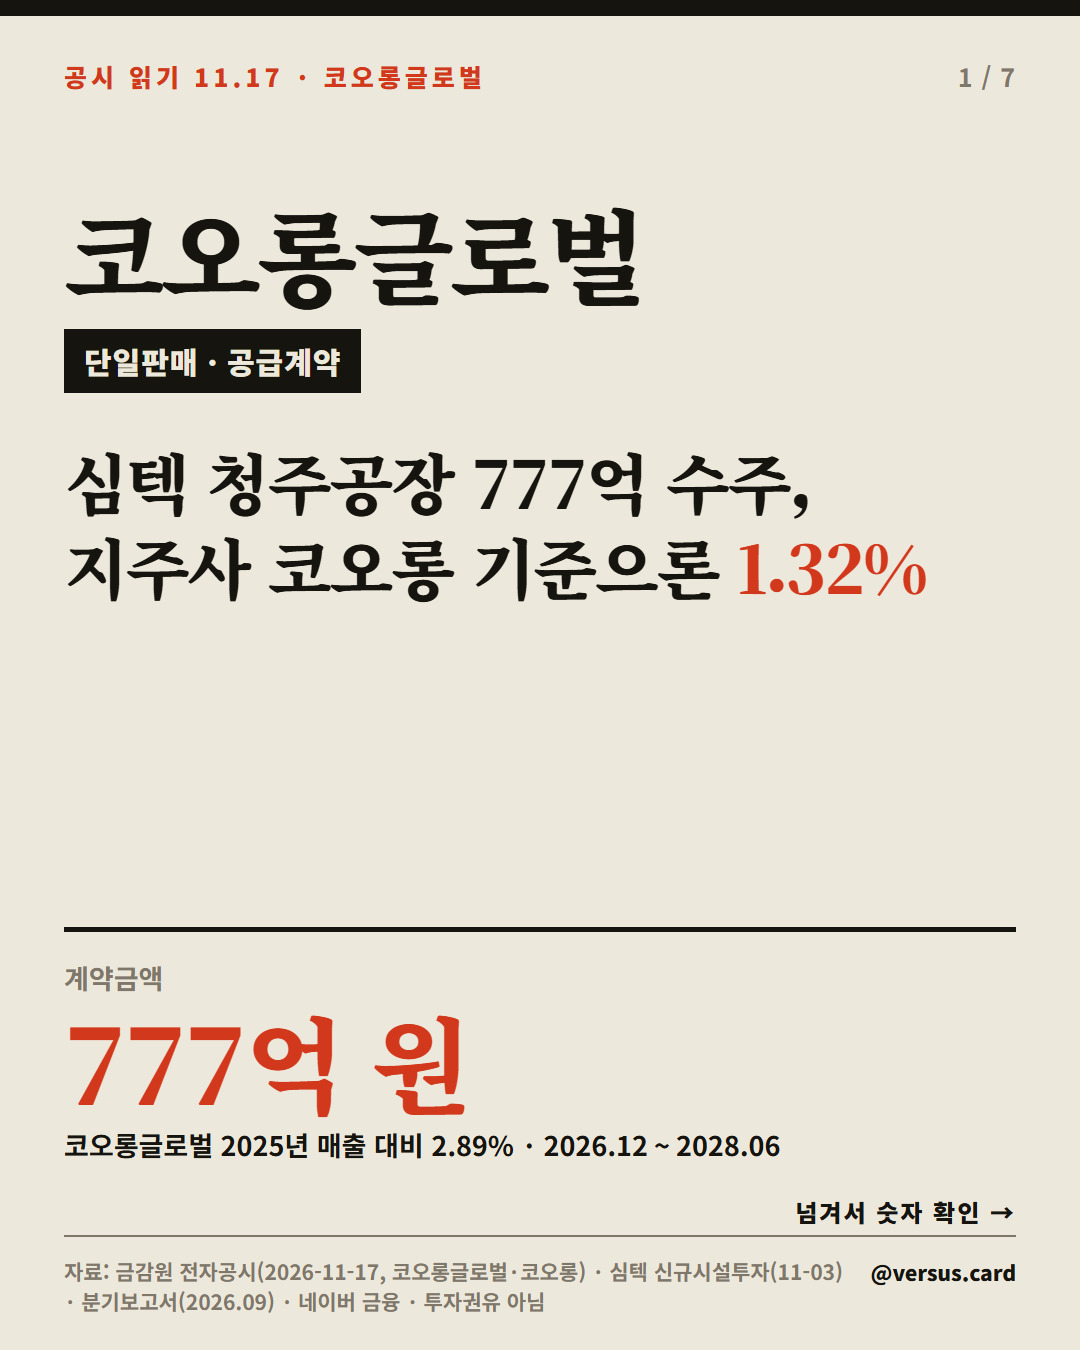 공시 읽기 11.17 · 코오롱글로벌
1 / 7
코오롱글로벌
단일판매 · 공급계약
심텍 청주공장 777억 수주,
지주사 코오롱 기준으론 1.32%
계약금액
777억 원
코오롱글로벌 2025년 매출 대비 2.89% · 2026.12 ~ 2028.06
넘겨서 숫자 확인 →
자료: 금감원 전자공시(2026-11-17, 코오롱글로벌·코오롱) · 심텍 신규시설투자(11-03)
· 분기보고서(2026.09) · 네이버 금융 · 투자권유 아님
@versus.card